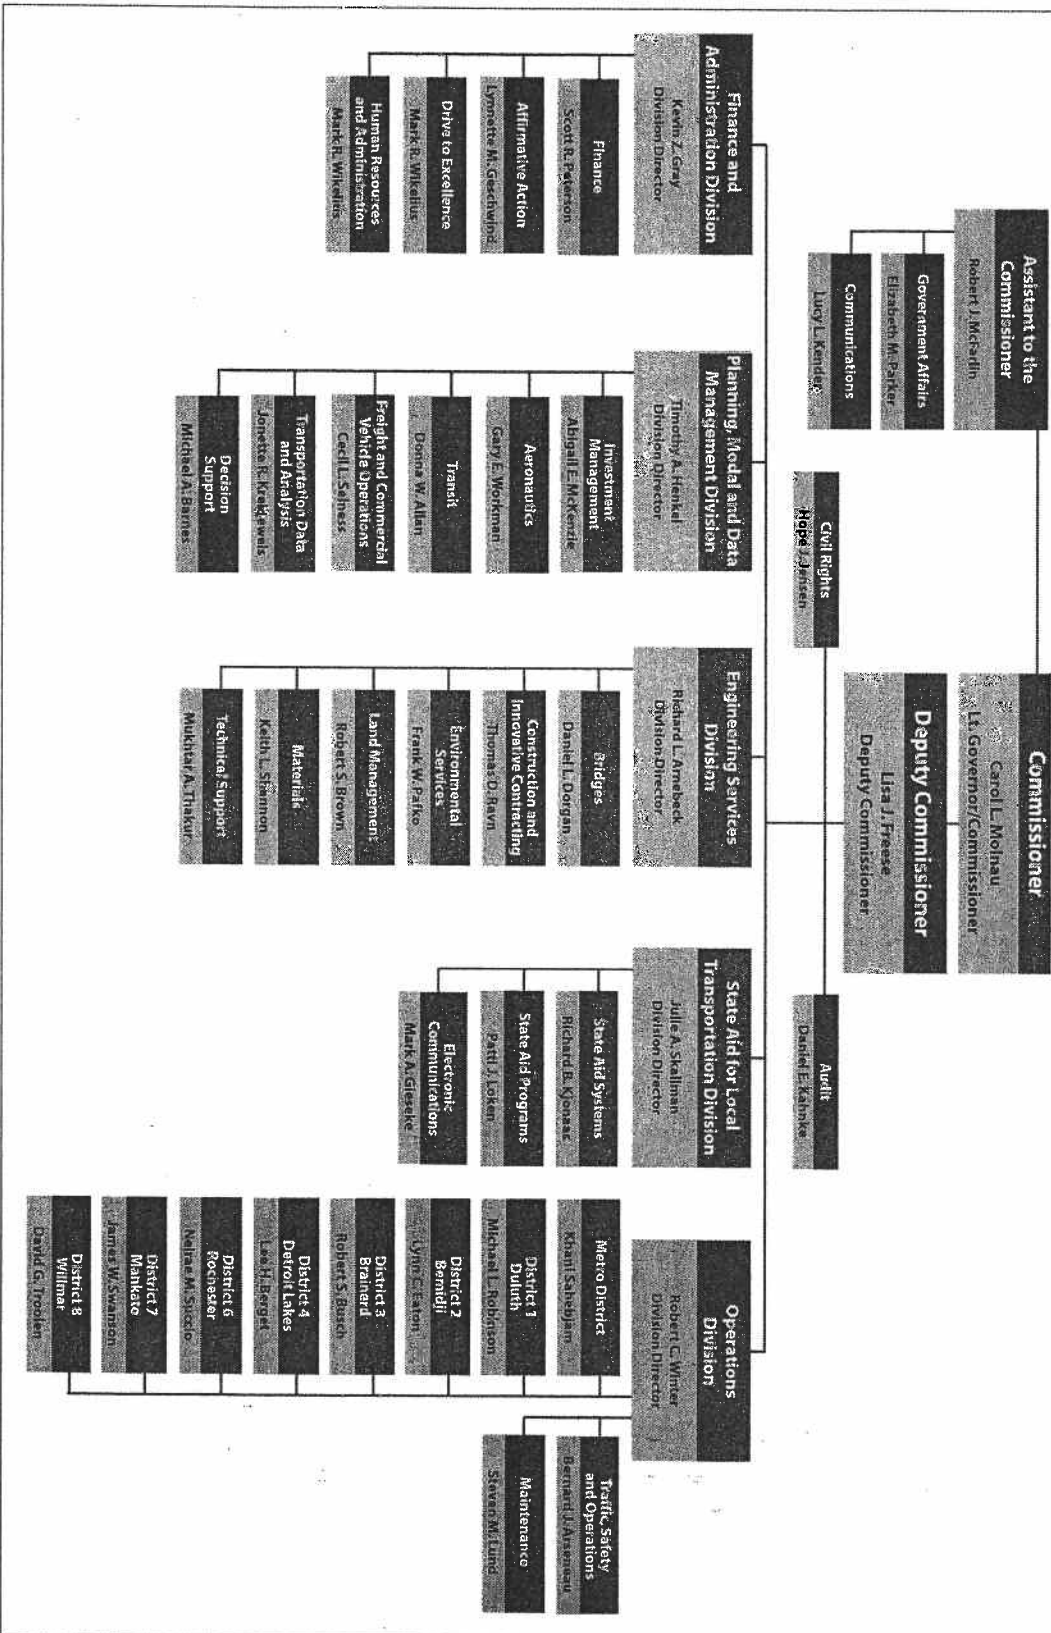 Commissioner
Carol L. Molnau
Lt. Governor/Commissioner
Deputy Commissioner
Lisa J. Freese
Deputy Commissioner
Assistant to the
Commissioner
Robert J. McFarlin
Government Affairs
Elizabeth M. Parker
Communications
Lucy L. Kender
Civil Rights
Hope J. Jensen
Audit
Daniel E. Kahnke
Finance and
Administration Division
Kevin Z. Gray
Division Director
Finance
Scott R. Peterson
Affirmative Action
Lynnette M. Geschwind
Drive to Excellence
Mark R. Wikelius
Human Resources
and Administration
Mark R. Wikelius
Planning, Modal and Data
Management Division
Timothy A. Henkel
Division Director
Investment
Management
Abigail E. McKenzie
Aeronautics
Gary E. Workman
Transit
Donna W. Allan
Freight and Commercial
Vehicle Operations
Cecil L. Selness
Transportation Data
and Analysis
Jonette R. Kreideweis
Decision
Support
Michael A. Barnes
Engineering Services
Division
Richard L. Arnebeck
Division Director
Bridges
Daniel L. Dorgan
Construction and
Innovative Contracting
Thomas D. Ravn
Environmental
Services
Frank W. Pafko
Land Management
Robert S. Brown
Materials
Keith L. Shannon
Technical Support
Mukhtar A. Thakur
State Aid for Local
Transportation Division
Julie A. Skallman
Division Director
State Aid Systems
Richard B. Kjonaas
State Aid Programs
Patti J. Loken
Electronic
Communications
Mark A. Gieseke
Operations
Division
Robert C. Winter
Division Director
Metro District
Khani Sahebjam
District 1
Duluth
Michael L. Robinson
District 2
Bemidji
Lynn C. Eaton
District 3
Brainerd
Robert S. Busch
District 4
Detroit Lakes
Lee H. Berget
District 6
Rochester
Nelrae M. Succio
District 7
Mankato
James W. Swanson
District 8
Willmar
David G. Trooien
Traffic, Safety
and Operations
Bernard J. Arseneau
Maintenance
Steven M. Lund